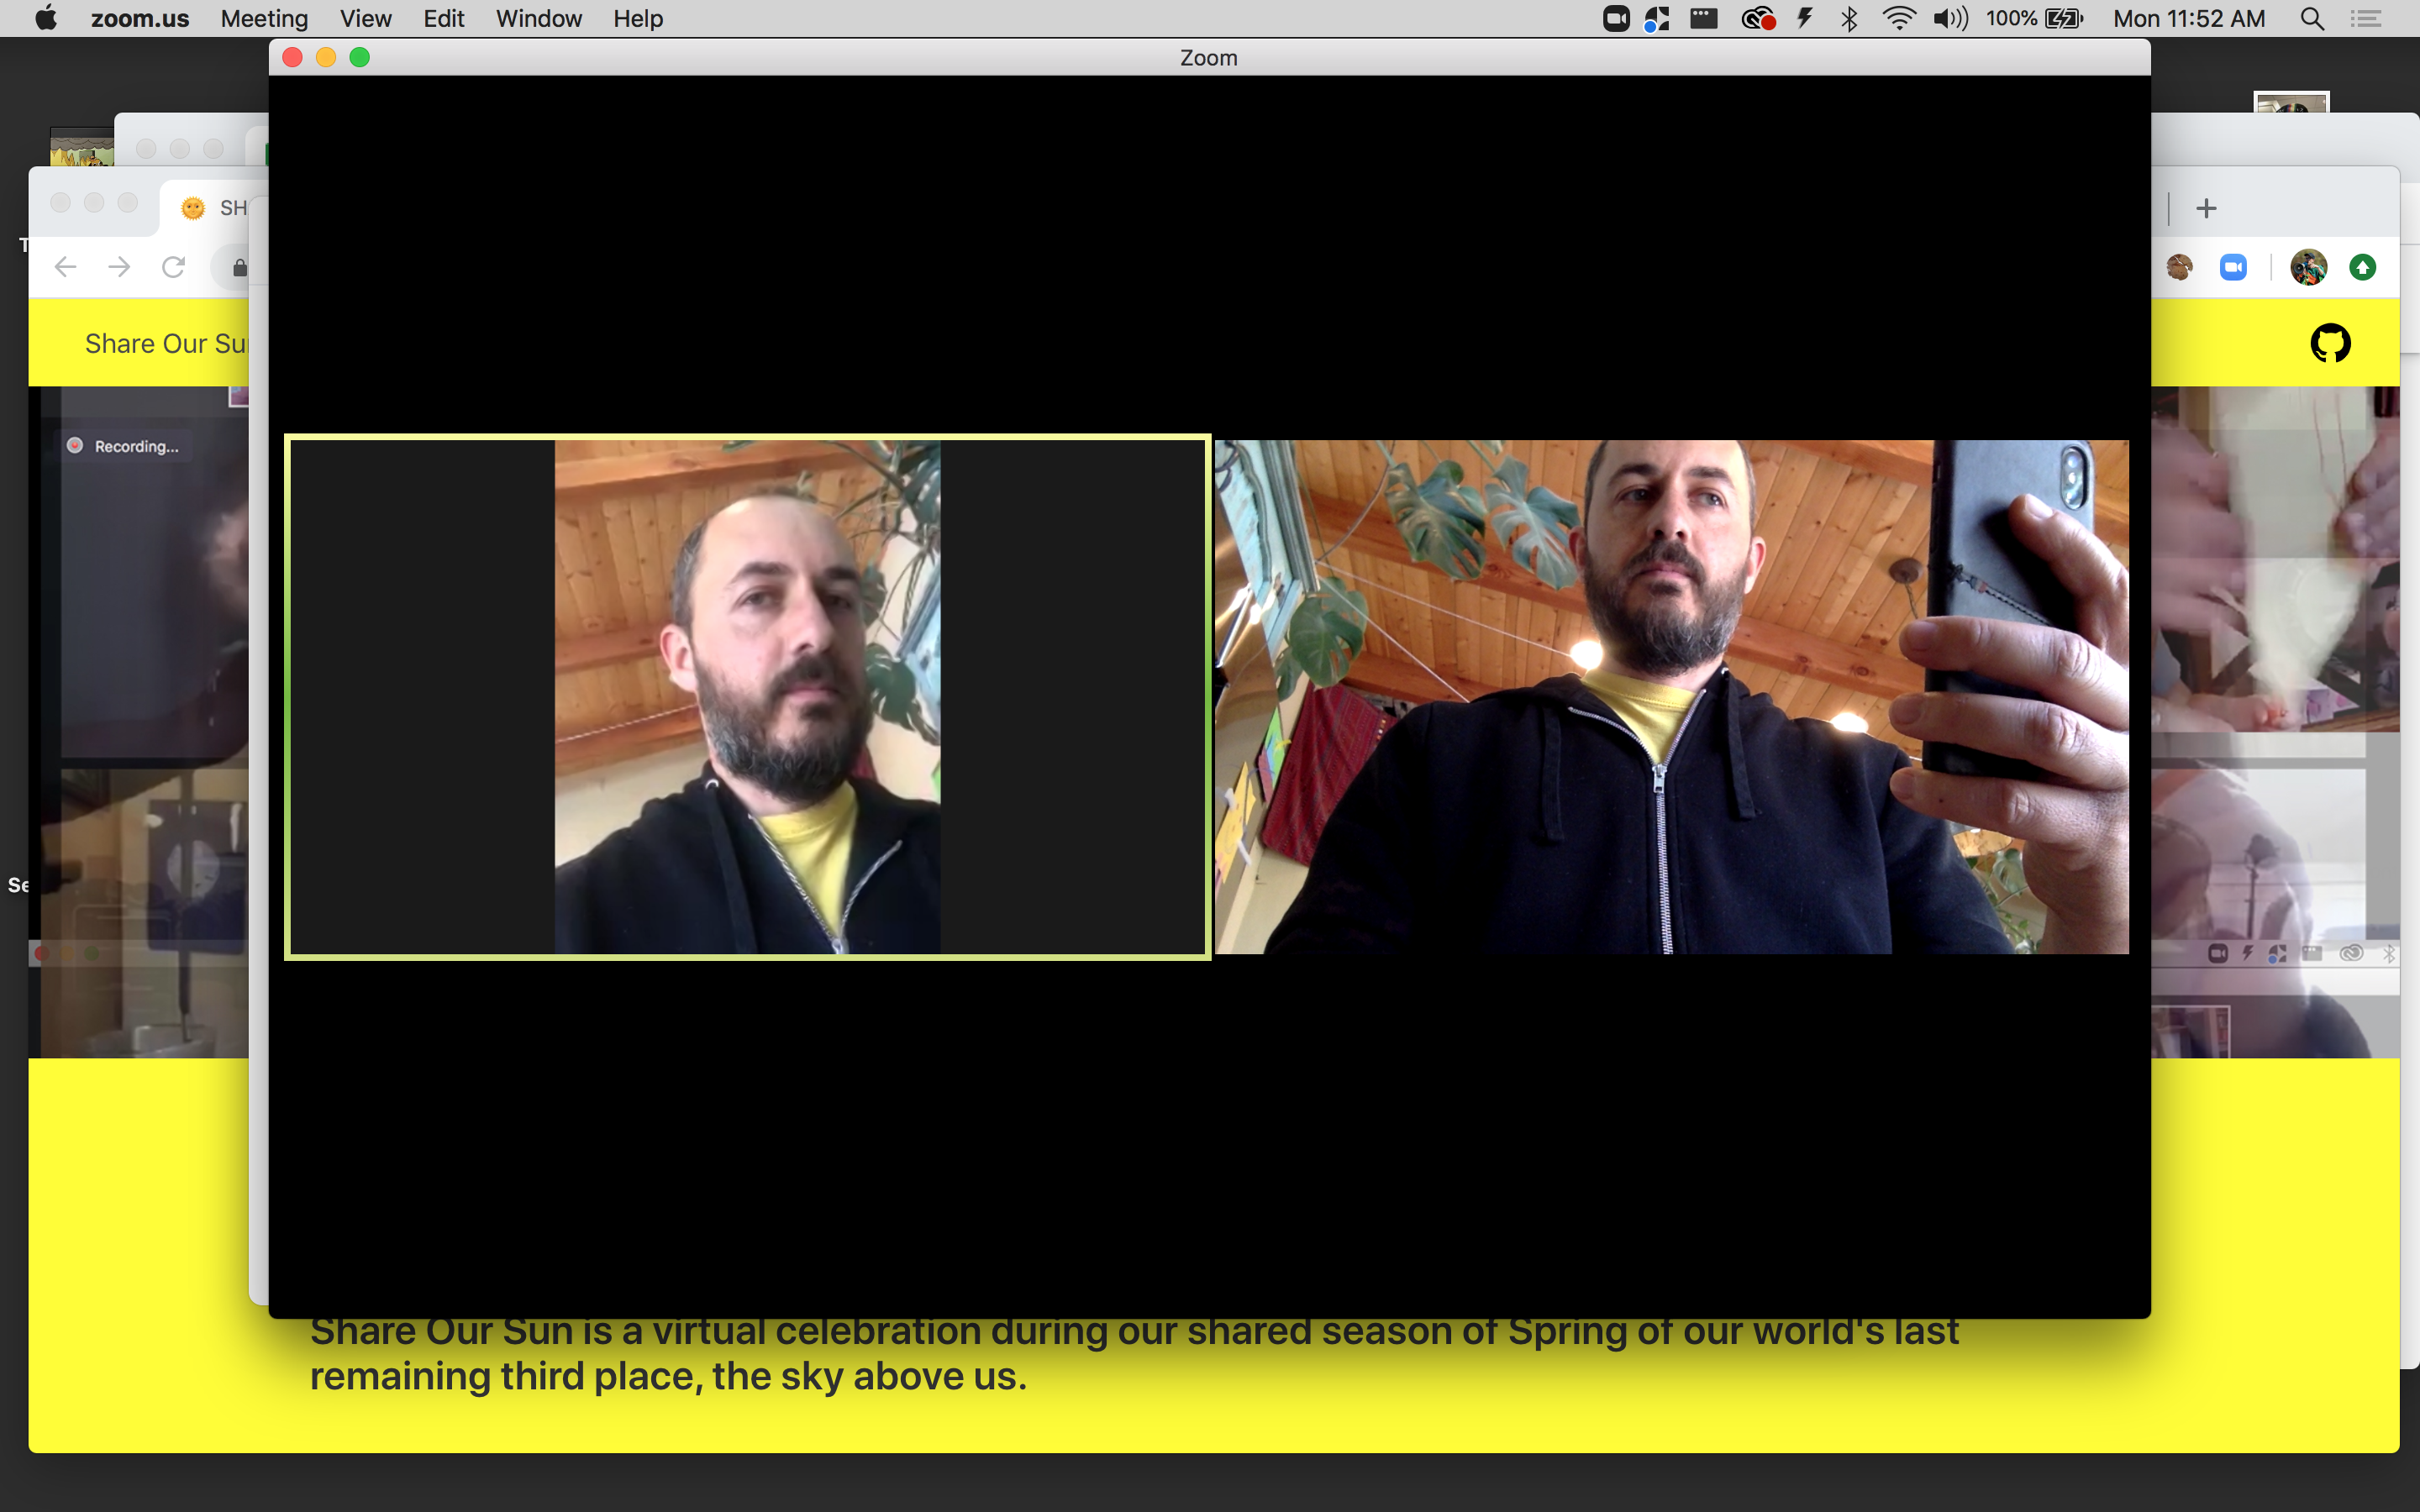 zoom.us Meeting View Edit Window Help 100% Mon 11:52 AM
Zoom
SH
T
Share Our Su
Recording...
Se
Share Our Sun is a virtual celebration during our shared season of Spring of our world's last
remaining third place, the sky above us.